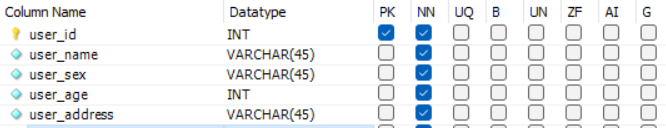 Column Name Datatype PK NN UQ B UN ZF AI G
user_id INT
user_name VARCHAR(45)
user_sex VARCHAR(45)
user_age INT
user_address VARCHAR(45)